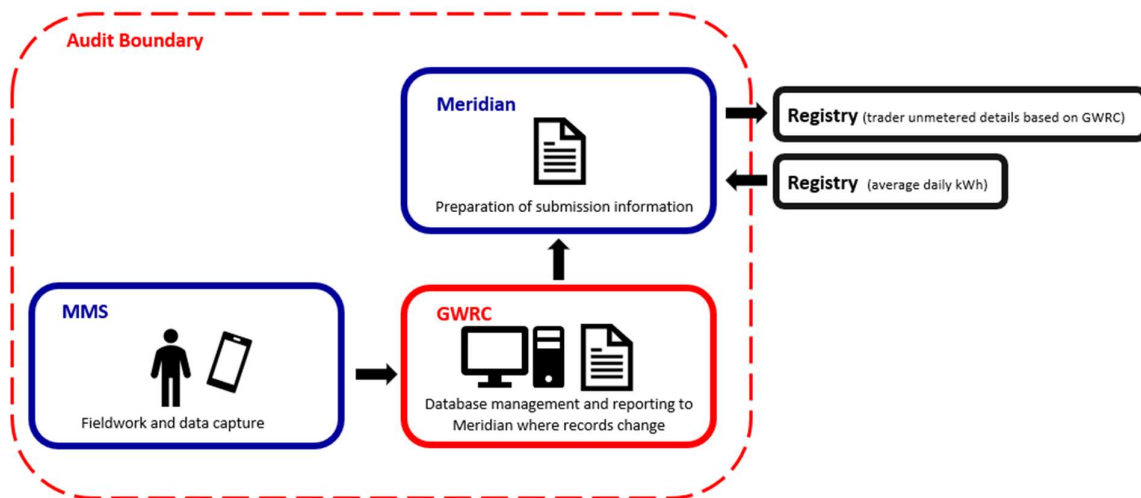 Audit Boundary
Meridian
Preparation of submission information
Registry (trader unmetered details based on GWRC)
Registry (average daily kWh)
MMS
Fieldwork and data capture
GWRC
Database management and reporting to
Meridian where records change